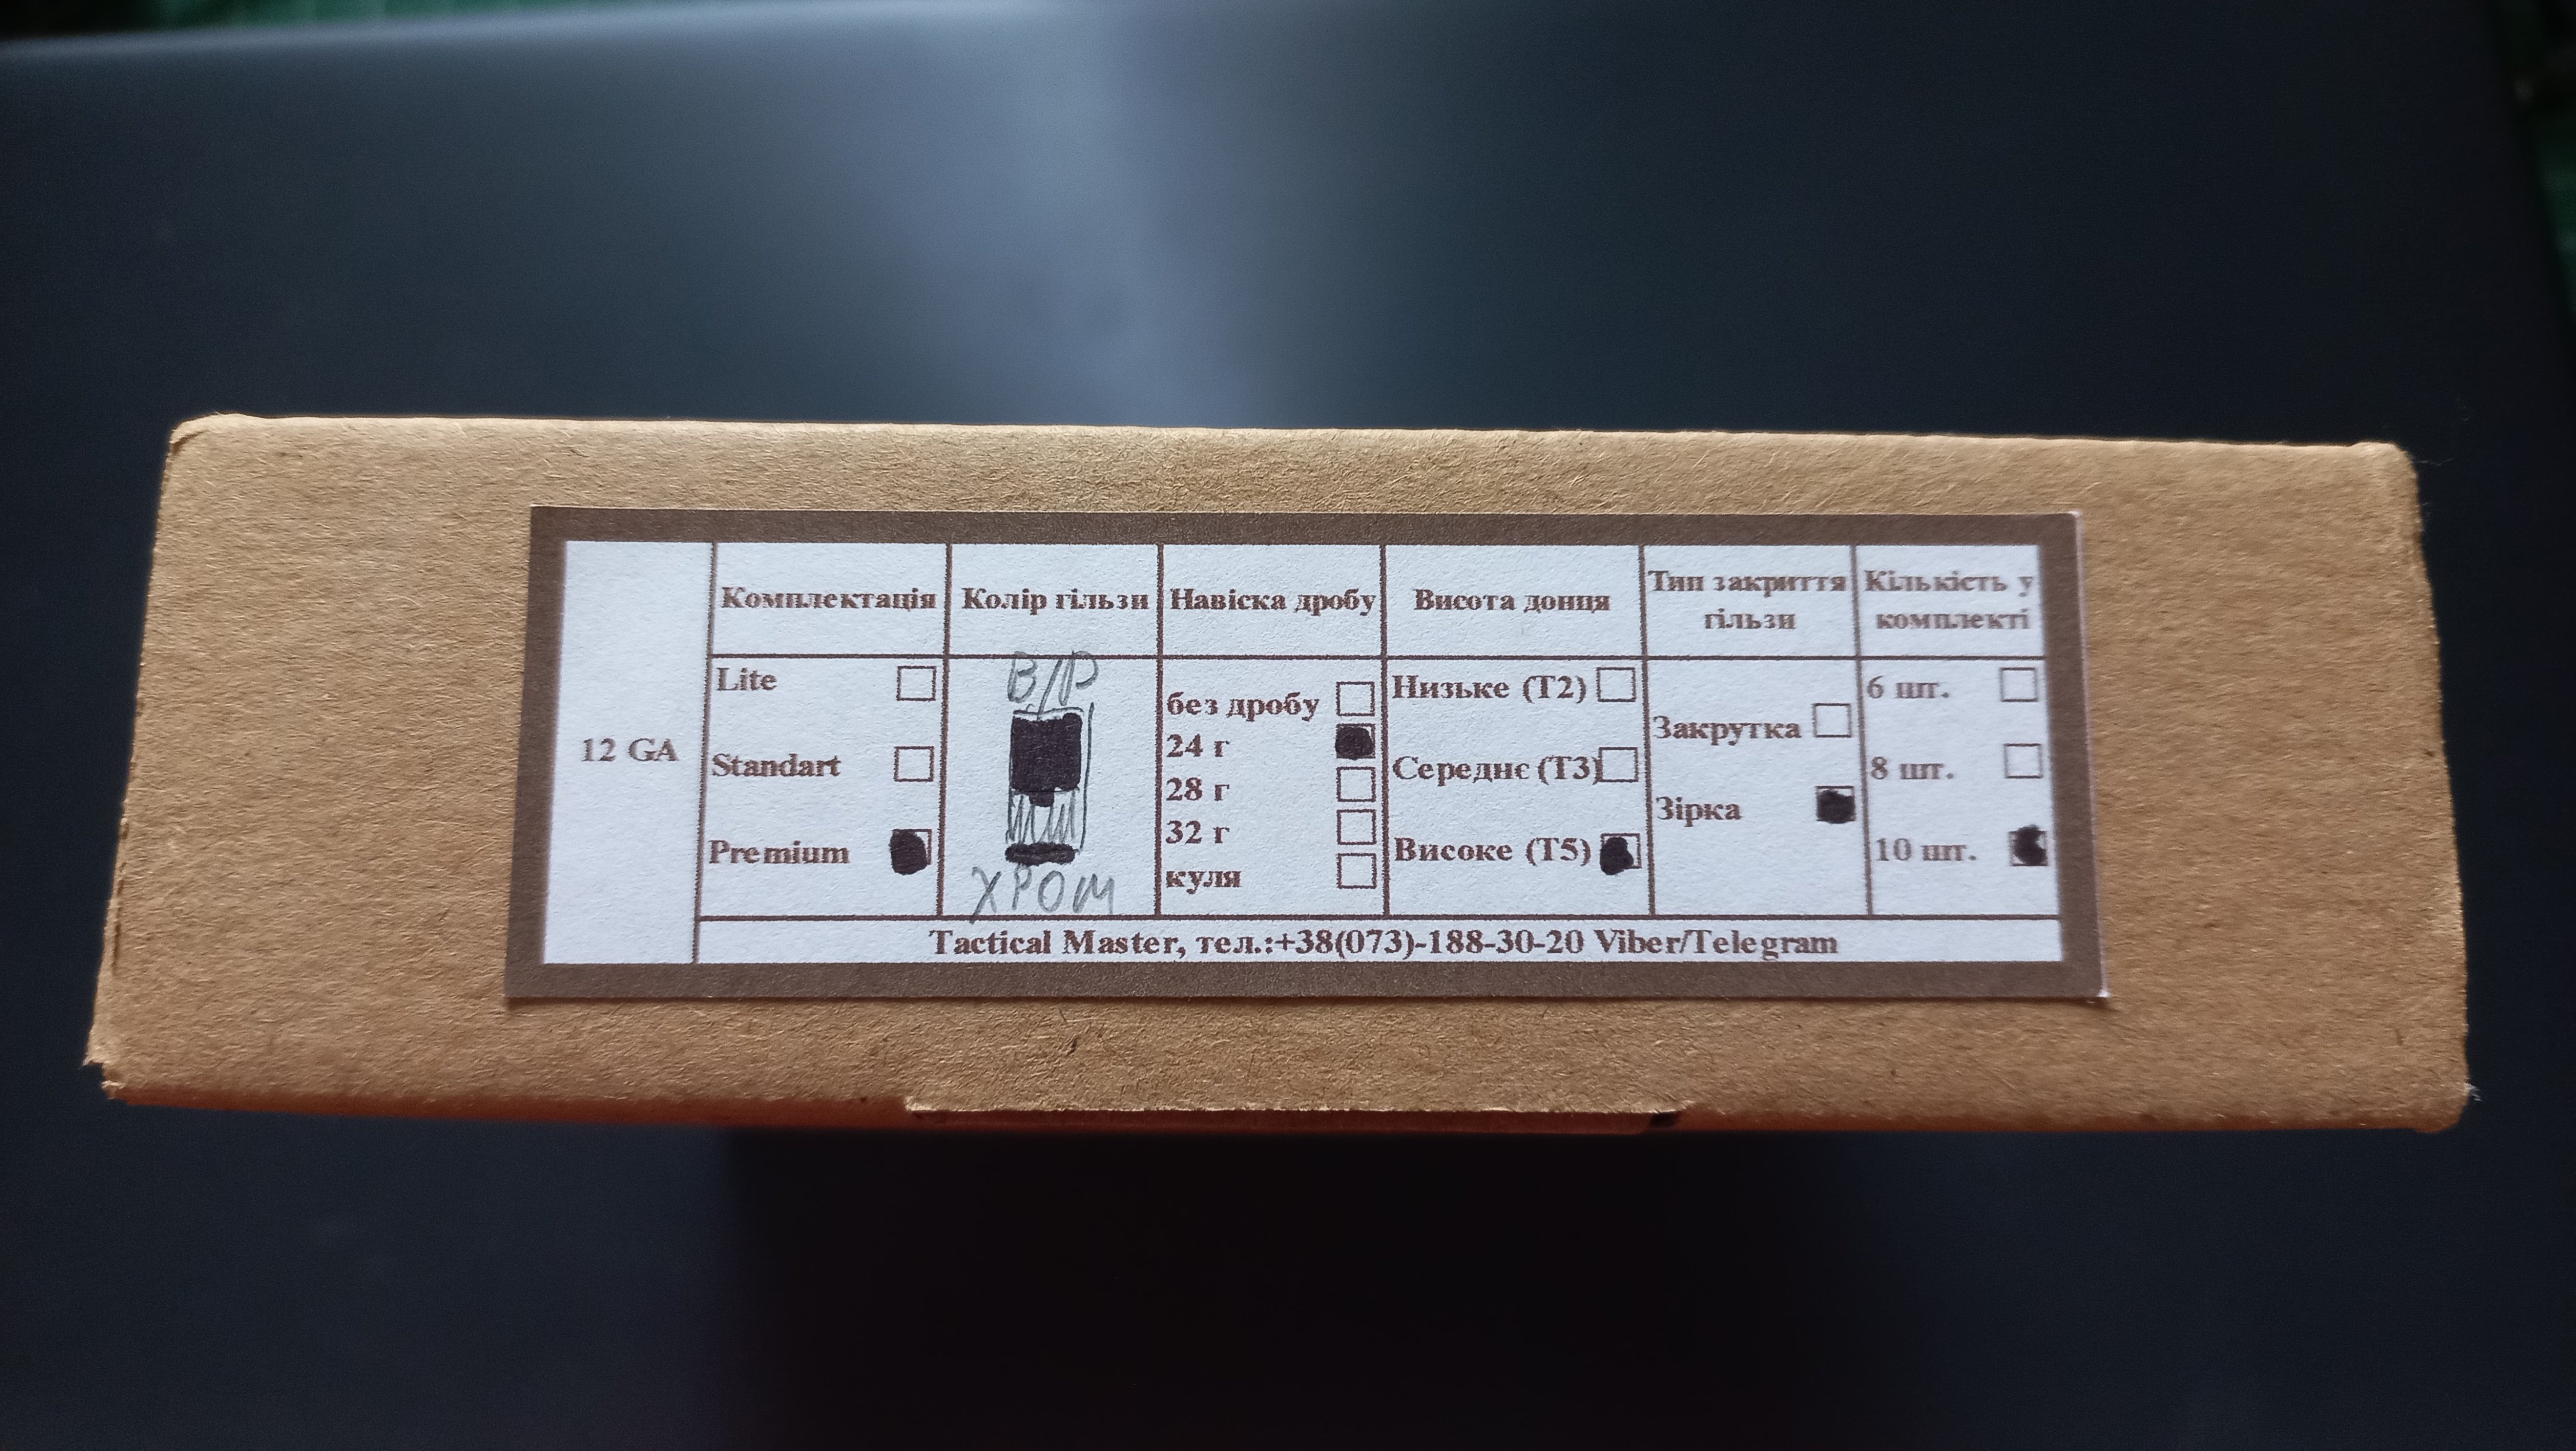 12 GA
Комплектація
Lite
Standart
Premium
Колір гільзи
В/Р
ХРОМ
Навіска дробу
без дробу
24 г
28 г
32 г
куля
Висота донця
Низьке (Т2)
Середнє (Т3)
Високе (Т5)
Тип закриття
гільзи
Закрутка
Зірка
Кількість у
комплекті
6 шт.
8 шт.
10 шт.
Tactical Master, тел.:+38(073)-188-30-20 Viber/Telegram